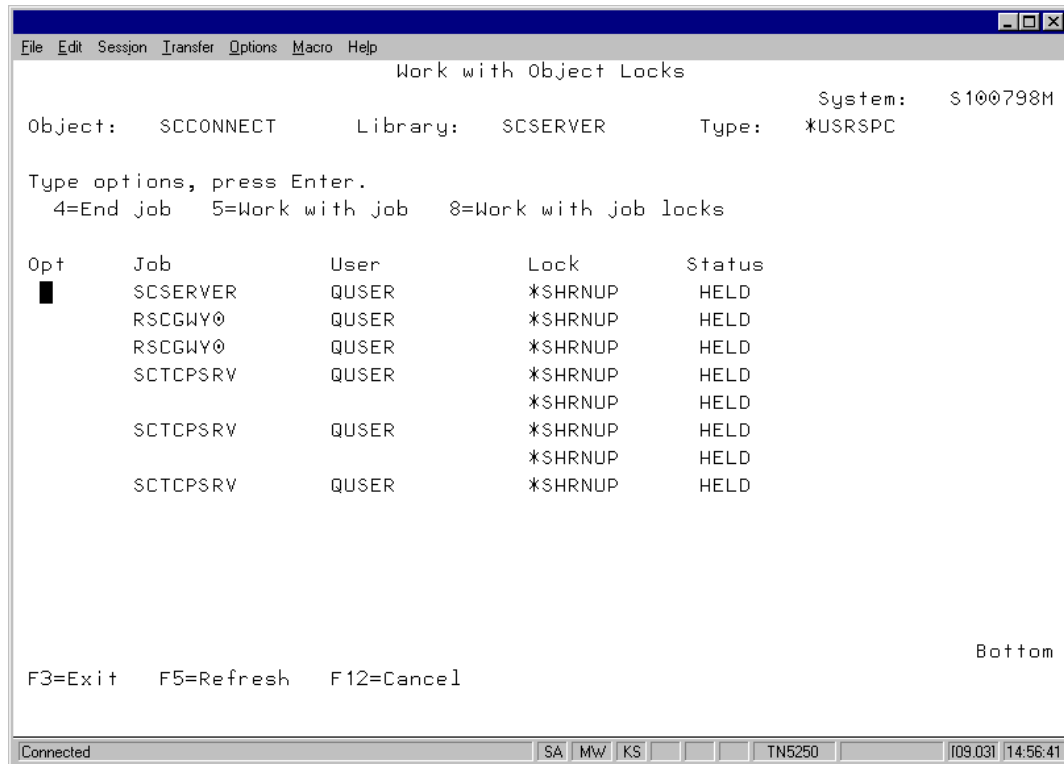 File Edit Session Transfer Options Macro Help
Work with Object Locks
System: S100798M
Object: SCCONNECT Library: SCSERVER Type: *USRSPC
Type options, press Enter.
4=End job 5=Work with job 8=Work with job locks
Opt Job User Lock Status
SCSERVER QUSER *SHRNUP HELD
RSCGWY0 QUSER *SHRNUP HELD
RSCGWY0 QUSER *SHRNUP HELD
SCTCPSRV QUSER *SHRNUP HELD
*SHRNUP HELD
SCTCPSRV QUSER *SHRNUP HELD
*SHRNUP HELD
SCTCPSRV QUSER *SHRNUP HELD
Bottom
F3=Exit F5=Refresh F12=Cancel
Connected SA MW KS TN5250 [09.03] 14:56:41